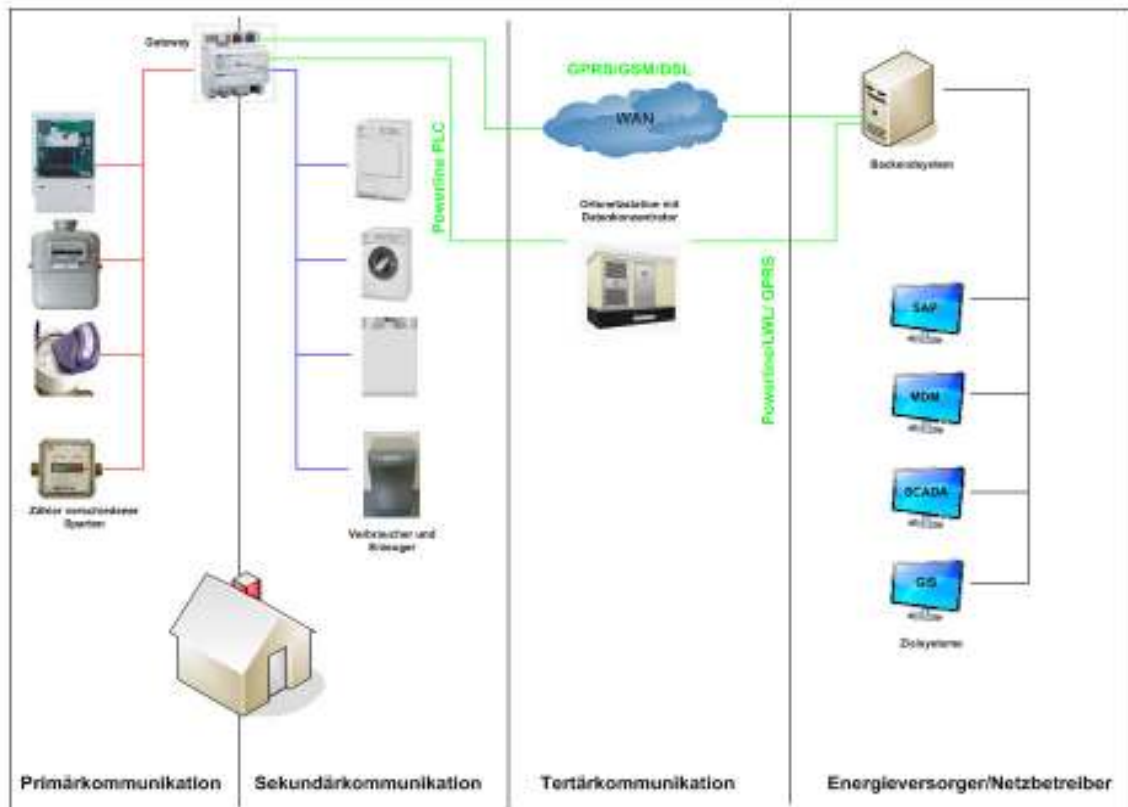 Gateway
GPRS/GSM/DSL
WAN
Powerline PLC
Backendsystem
Ortsnetzstation mit
Datenkonzentrator
Powerline/LWL/ GPRS
SAP
MDM
SCADA
GIS
Zielsysteme
Zähler verschiedener
Sparten
Verbraucher und
Erzeuger
Primärkommunikation
Sekundärkommunikation
Tertärkommunikation
Energieversorger/Netzbetreiber